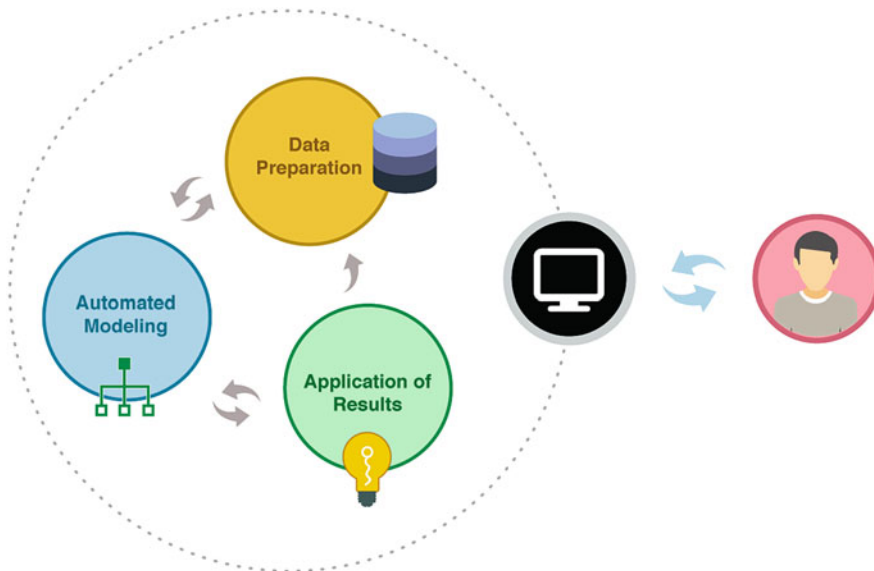 Data
Preparation
Automated
Modeling
Application of
Results